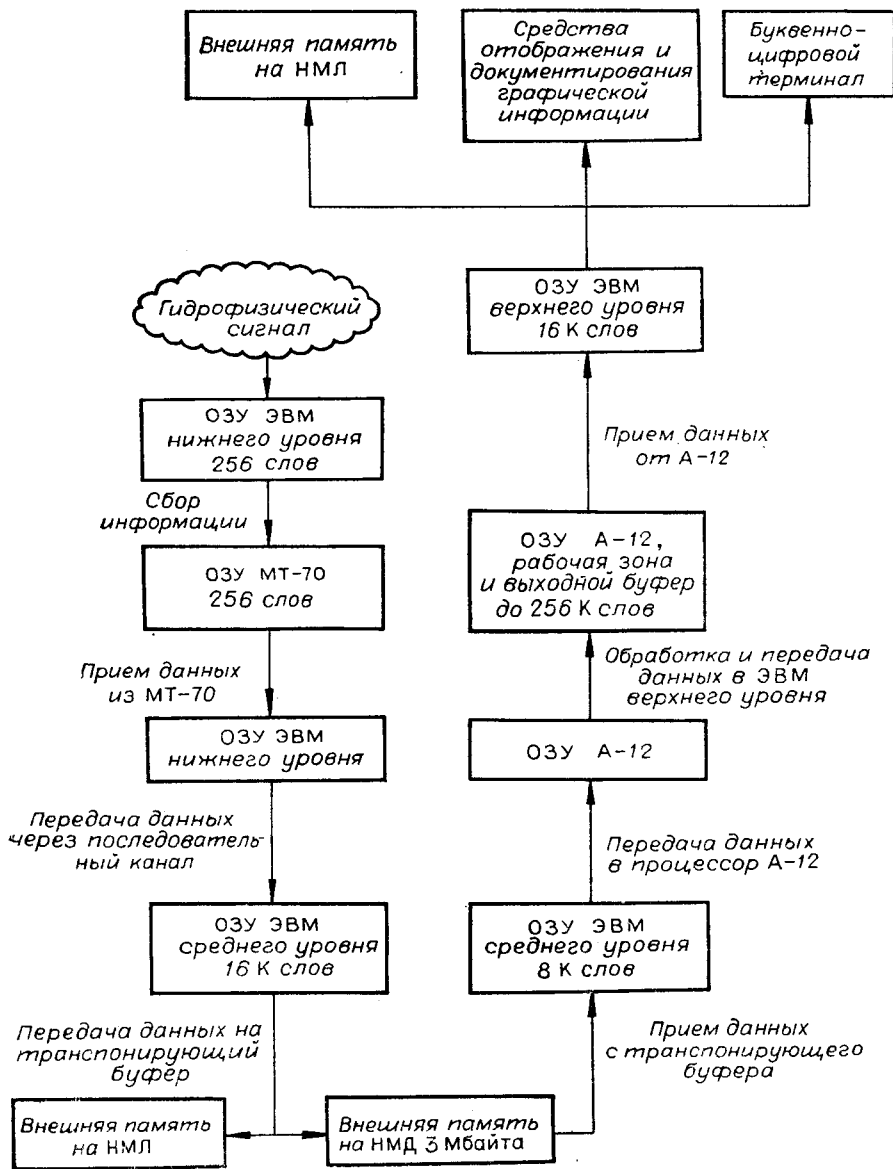 Внешняя память
на НМЛ
Средства
отображения и
документирования
графической
информации
Буквенно-
цифровой
терминал
Гидрофизический
сигнал
ОЗУ ЭВМ
нижнего уровня
256 слов
Сбор
информации
ОЗУ МТ-70
256 слов
Прием данных
из МТ-70
ОЗУ ЭВМ
нижнего уровня
Передача данных
через последователь-
ный канал
ОЗУ ЭВМ
среднего уровня
16 К слов
Передача данных на
транспонирующий
буфер
Внешняя память
на НМЛ
Внешняя память
на НМД 3 Мбайта
Прием данных
с транспонирующего
буфера
ОЗУ ЭВМ
среднего уровня
8 К слов
Передача данных
в процессор А-12
ОЗУ А-12
Обработка и передача
данных в ЭВМ
верхнего уровня
ОЗУ А-12,
рабочая зона
и выходной буфер
до 256 К слов
Прием данных
от А-12
ОЗУ ЭВМ
верхнего уровня
16 К слов